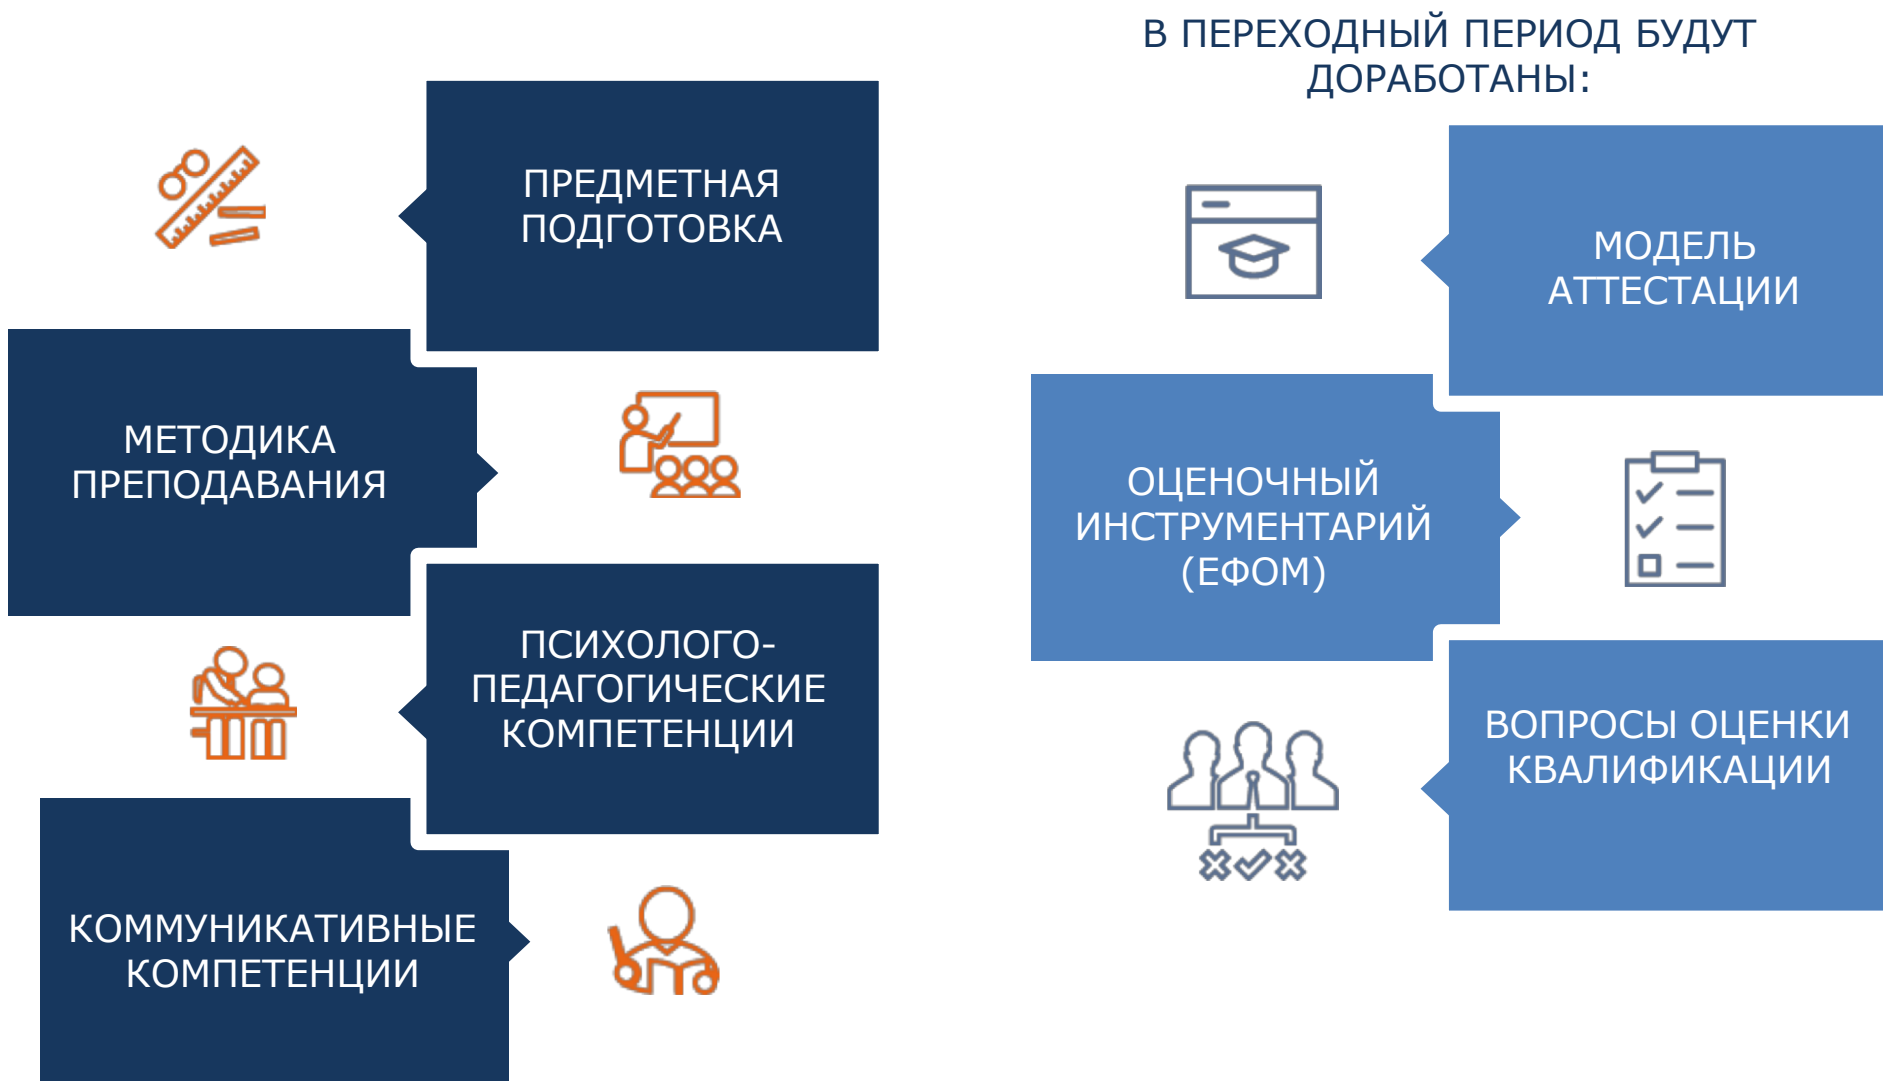 ПРЕДМЕТНАЯ
ПОДГОТОВКА
МЕТОДИКА
ПРЕПОДАВАНИЯ
ПСИХОЛОГО-
ПЕДАГОГИЧЕСКИЕ
КОМПЕТЕНЦИИ
КОММУНИКАТИВНЫЕ
КОМПЕТЕНЦИИ
В ПЕРЕХОДНЫЙ ПЕРИОД БУДУТ
ДОРАБОТАНЫ:
МОДЕЛЬ
АТТЕСТАЦИИ
ОЦЕНОЧНЫЙ
ИНСТРУМЕНТАРИЙ
(ЕФОМ)
ВОПРОСЫ ОЦЕНКИ
КВАЛИФИКАЦИИ